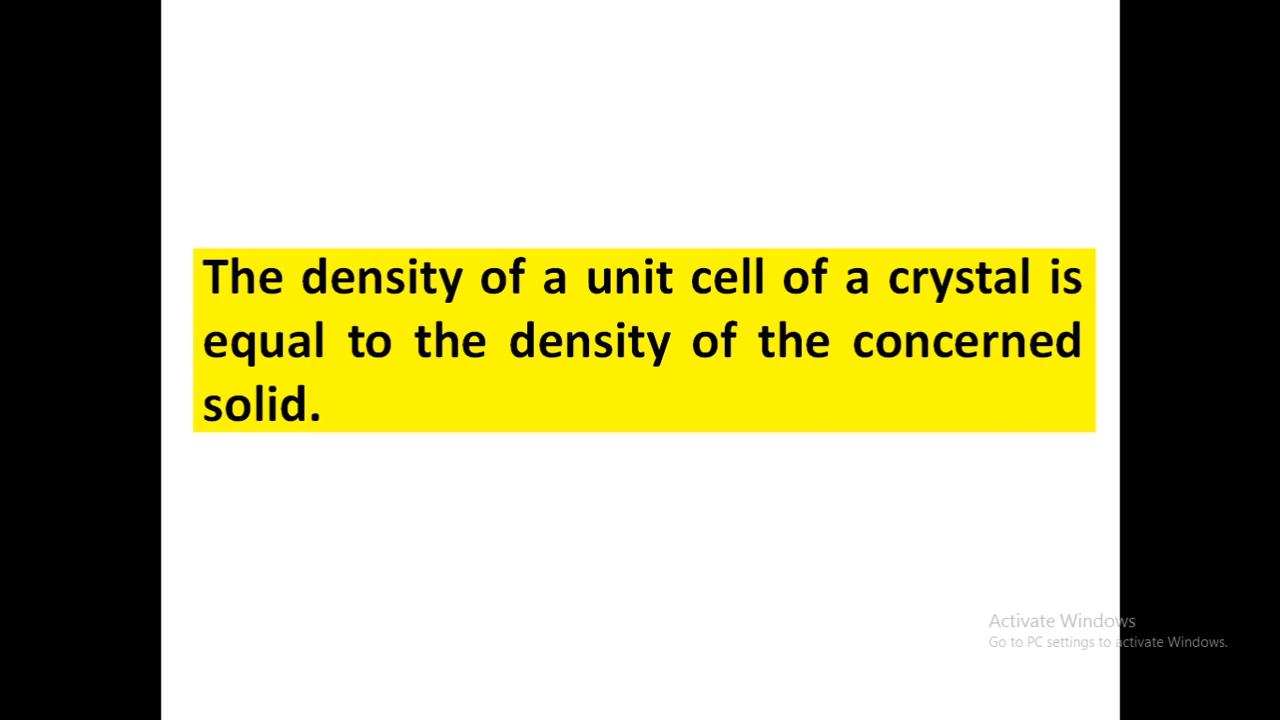 The density of a unit cell of a crystal is
equal to the density of the concerned
solid.
Activate Windows
Go to PC settings to activate Windows.